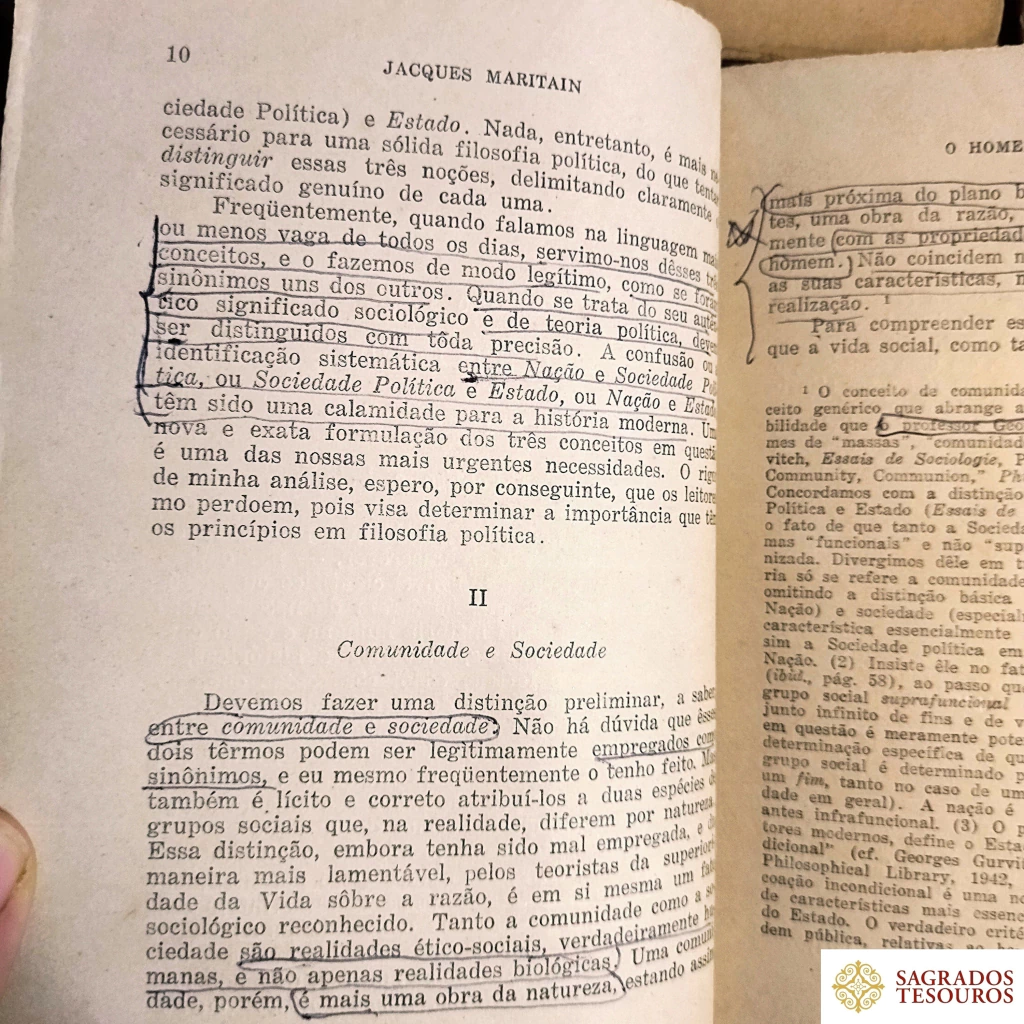 10
JACQUES MARITAIN
ciedade Política) e Estado. Nada, entretanto, é mais
cessário para uma sólida filosofia política, do que
distinguir essas três noções, delimitando claramente
significado genuíno de cada uma.
Freqüentemente, quando falamos na linguagem
ou menos vaga de todos os dias, servimo-nos dêsses
conceitos, e o fazemos de modo legítimo, como se
sinônimos uns dos outros. Quando se trata do seu
tico significado sociológico e de teoria política,
ser distinguidos com tôda precisão. A confusão ou
identificação sistemática entre Nação e Sociedade
tica, ou Sociedade Política e Estado, ou Nação e
têm sido uma calamidade para a história moderna.
nova e exata formulação dos três conceitos em
é uma das nossas mais urgentes necessidades. O
de minha análise, espero, por conseguinte, que os
mo perdoem, pois visa determinar a importância que
os princípios em filosofia política.
II
Comunidade e Sociedade
Devemos fazer uma distinção preliminar, a
entre comunidade e sociedade. Não há dúvida que
dois têrmos podem ser legitimamente empregados
sinônimos, e eu mesmo freqüentemente o tenho feito.
também é lícito e correto atribuí-los a duas espécies
grupos sociais que, na realidade, diferem por natureza.
Essa distinção, embora tenha sido mal empregada, e
maneira mais lamentável, pelos teoristas da
dade da Vida sôbre a razão, é em si mesma um
sociológico reconhecido. Tanto a comunidade como a
ciedade são realidades ético-sociais, verdadeiramente
manas, e não apenas realidades biológicas. Uma
dade, porém, é mais uma obra da natureza, estando
O HOME
mais próxima do plano b
tes, uma obra da razão,
mente com as propriedad
homem. Não coincidem
as suas características,
realização. 1
Para compreender es
que a vida social, como ta
1 O conceito de comunida
ceito genérico que abrange a
bilidade que o professor Geo
mes de "massas", "comunidad
vitch, Essais de Sociologie, P
Community, Communion," Ph
Concordamos com a distinção
Política e Estado (Essais de
o fato de que tanto a Socieda
mas "funcionais" e não "sup
nizada. Divergimos dêle em t
ria só se refere a comunidade
omitindo a distinção básica
Nação) e sociedade (especial
característica essencialmente
sim a Sociedade política em
Nação. (2) Insiste êle no fat
(ibid., pág. 58), ao passo que
grupo social suprafuncional
junto infinito de fins e de v
em questão é meramente pote
determinação específica de qu
grupo social é determinado p
um fim, tanto no caso de um
dade em geral). A nação é
antes infrafuncional. (3) O p
tores modernos, define o Esta
dicional" (cf. Georges Gurvi
Philosophical Library, 1942,
coação incondicional é uma no
de características mais essenc
do Estado. O verdadeiro crité
dem pública, relativas
SAGRADOS
TESOUROS